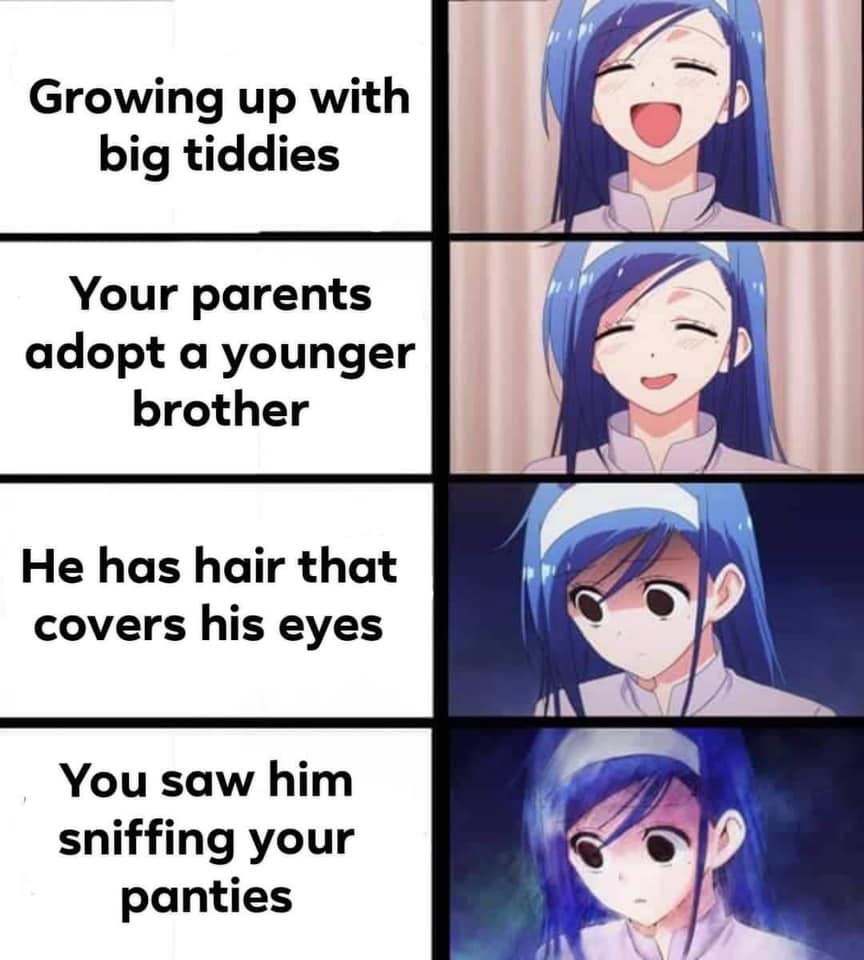 Growing up with
big tiddies
Your parents
adopt a younger
brother
He has hair that
covers his eyes
You saw him
sniffing your
panties